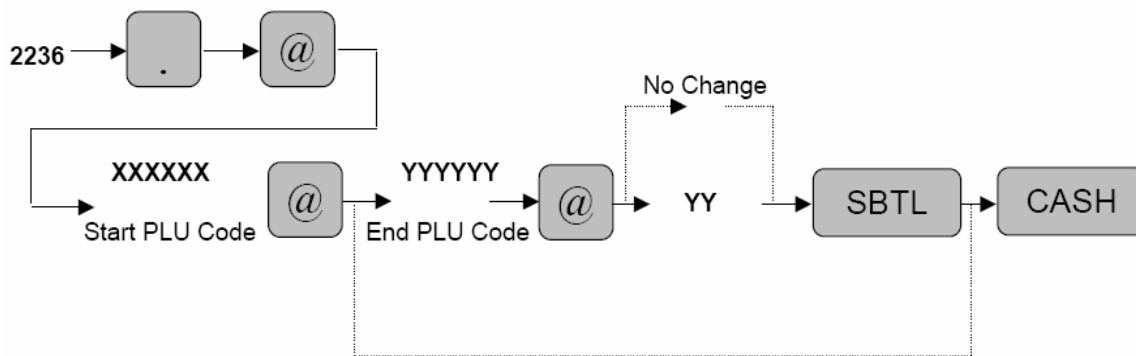 2236
.
@
No Change
XXXXXX
@
YYYYYY
@
YY
SBTL
CASH
Start PLU Code
End PLU Code